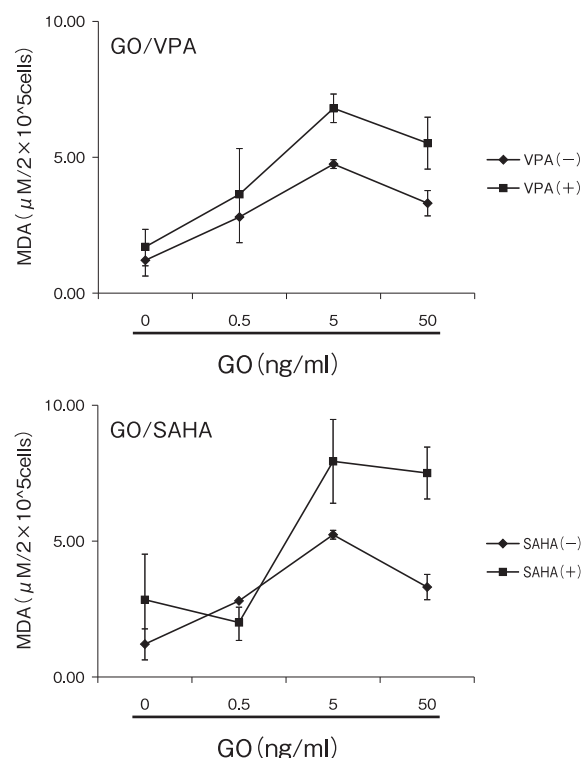 10.00
GO/VPA
5.00
0.00
MDA(μM/2×10^5cells)
VPA(-)
VPA(+)
0 0.5 5 50
GO(ng/ml)
10.00
GO/SAHA
5.00
0.00
MDA(μM/2×10^5cells)
SAHA(-)
SAHA(+)
0 0.5 5 50
GO(ng/ml)